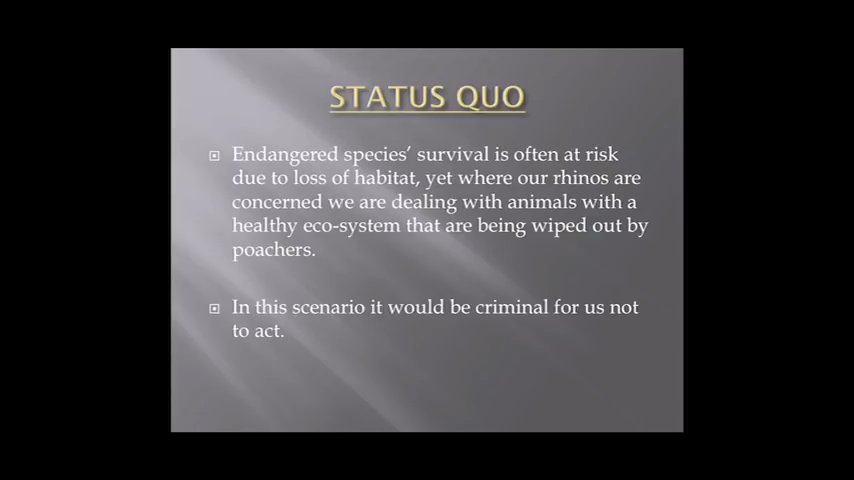 STATUS QUO
Endangered species’ survival is often at risk
due to loss of habitat, yet where our rhinos are
concerned we are dealing with animals with a
healthy eco-system that are being wiped out by
poachers.
In this scenario it would be criminal for us not
to act.